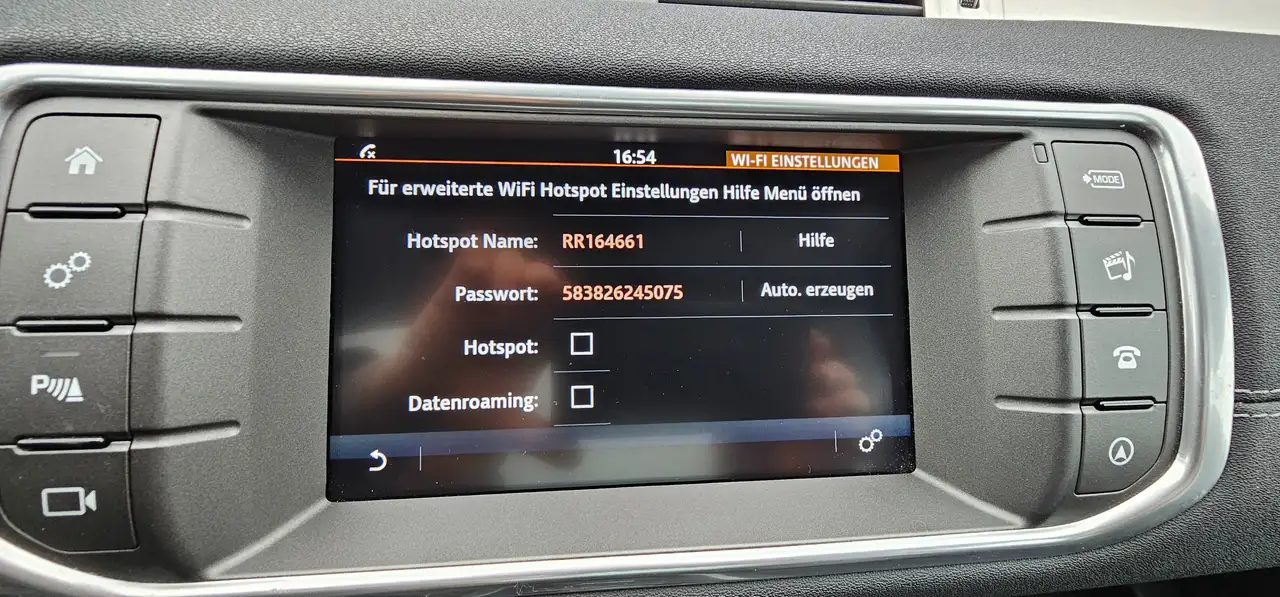 16:54 WI-FI EINSTELLUNGEN
Für erweiterte WiFi Hotspot Einstellungen Hilfe Menü öffnen
Hotspot Name: RR164661 Hilfe
Passwort: 583826245075 Auto. erzeugen
Hotspot:
Datenroaming:
MODE
P